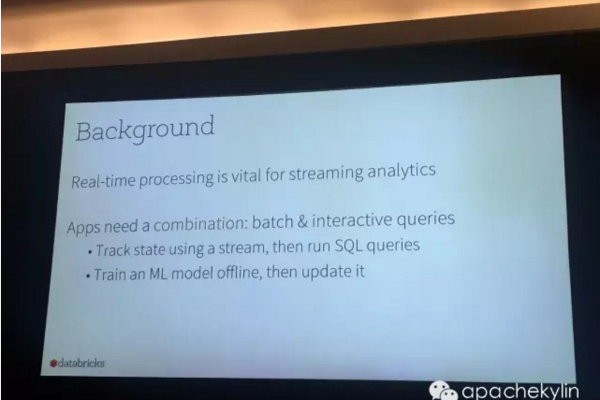 Background
Real-time processing is vital for streaming analytics
Apps need a combination: batch & interactive queries
• Track state using a stream, then run SQL queries
• Train an ML model offline, then update it
databricks
apachekylin